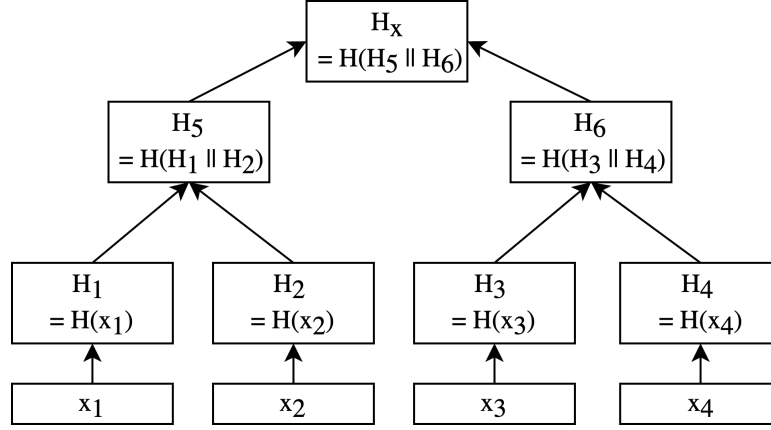 Hx
= H(H5 || H6)
H5
= H(H1 || H2)
H6
= H(H3 || H4)
H1
= H(x1)
H2
= H(x2)
H3
= H(x3)
H4
= H(x4)
x1
x2
x3
x4